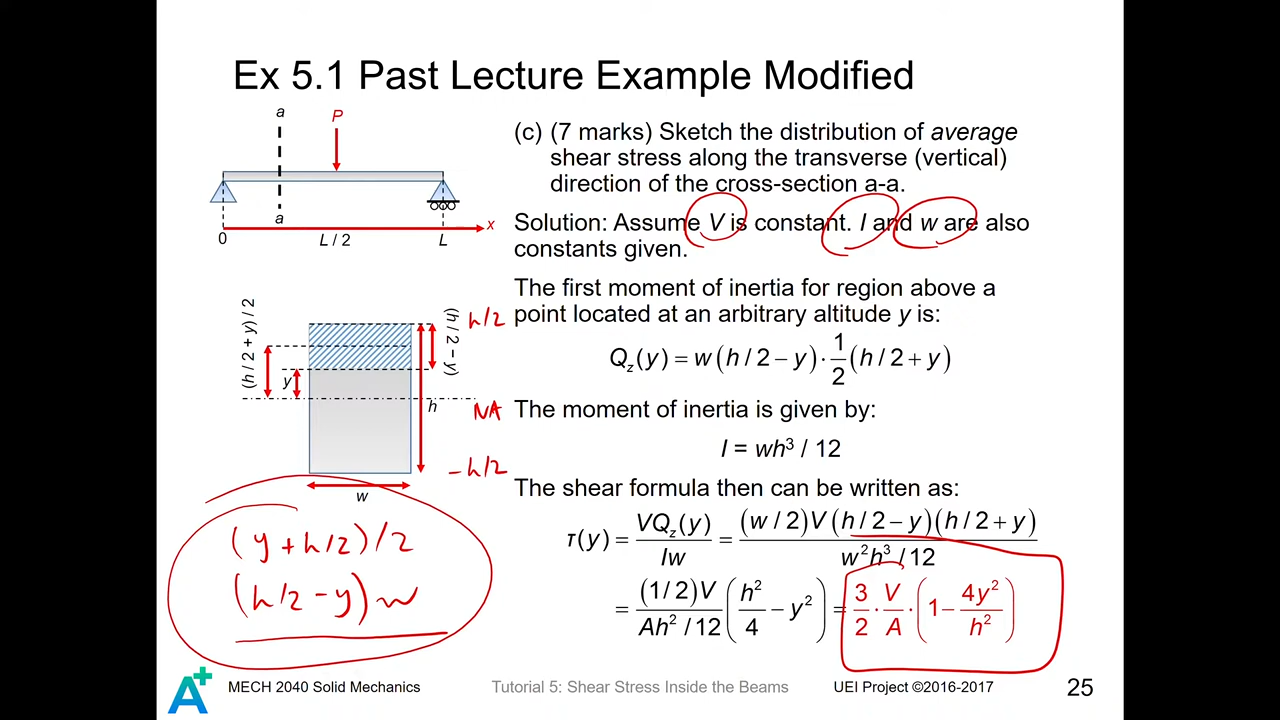 Ex 5.1 Past Lecture Example Modified
a
P
a
x
0
L / 2
L
(c) (7 marks) Sketch the distribution of average
shear stress along the transverse (vertical)
direction of the cross-section a-a.
Solution: Assume V is constant. I and w are also
constants given.
The first moment of inertia for region above a
point located at an arbitrary altitude y is:
Q_z(y) = w(h / 2 − y) · 1/2 (h / 2 + y)
The moment of inertia is given by:
I = wh³ / 12
The shear formula then can be written as:
τ(y) = VQ_z(y) / Iw = (w / 2)V(h / 2 − y)(h / 2 + y) / w²h³ / 12
= (1 / 2)V / Ah² / 12 (h²/4 − y²) = 3/2 · V/A · (1 − 4y²/h²)
(h / 2 + y) / 2
y
(h / 2 − y)
h
w
h/2
NA
-h/2
(y+h/2)/2
(h/2-y)w
A+
MECH 2040 Solid Mechanics
Tutorial 5: Shear Stress Inside the Beams
UEI Project ©2016-2017
25